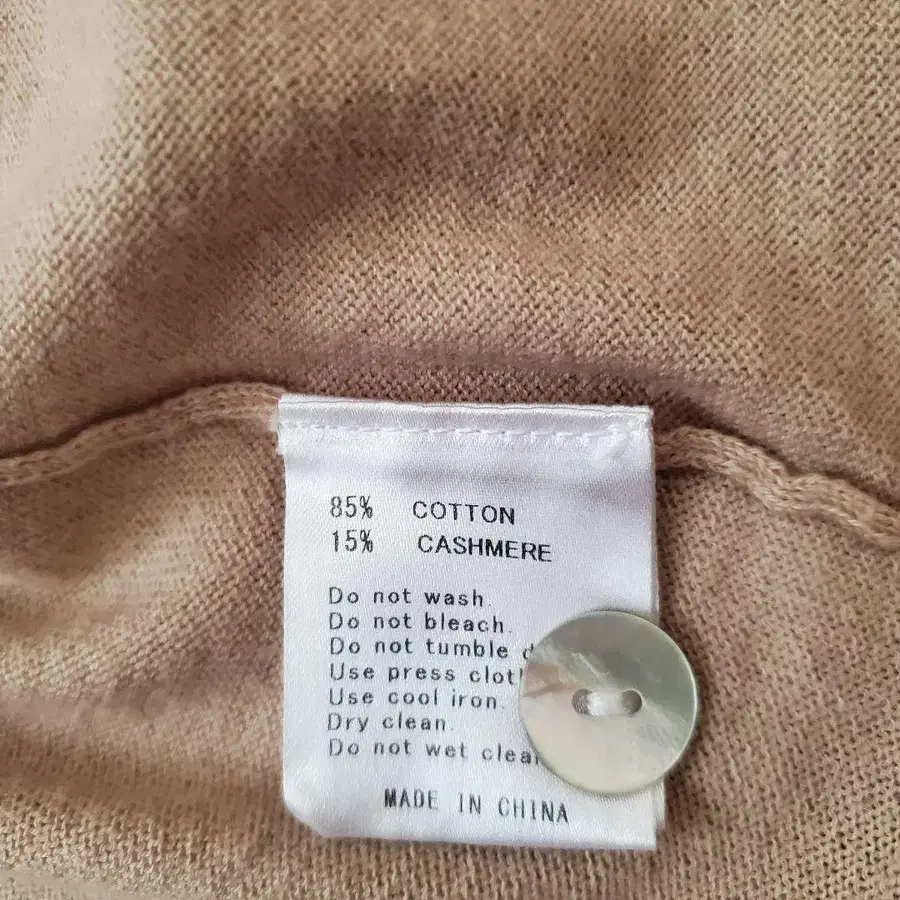 85% COTTON
15% CASHMERE
Do not wash.
Do not bleach.
Do not tumble
Use press
Use cool iron.
Dry clean.
Do not wet
MADE IN CHINA